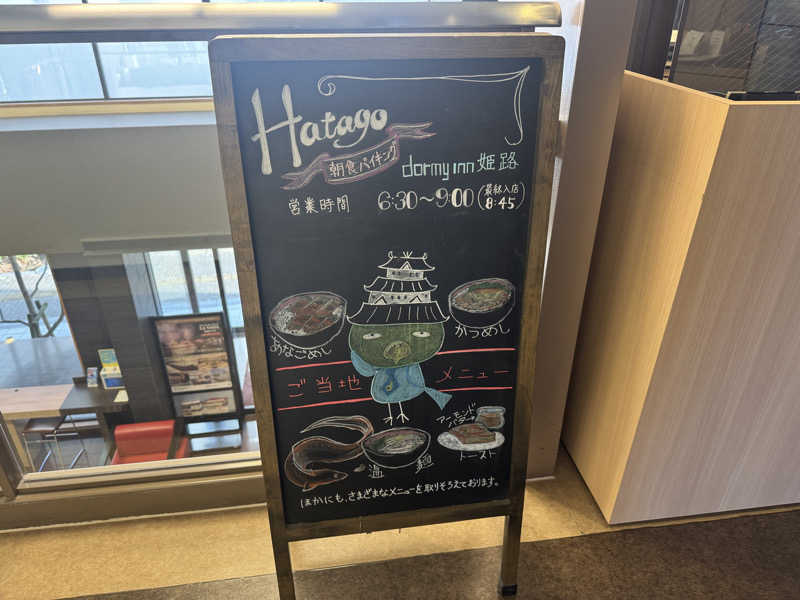 Hatago
朝食バイキング
dormy inn 姫路
営業時間 6:30～9:00 (最終入店 8:45)
あなごめし
かつめし
ご当地 メニュー
アーモンド
バター
トースト
温麺
ほかにも、さまざまなメニューを取りそろえております。